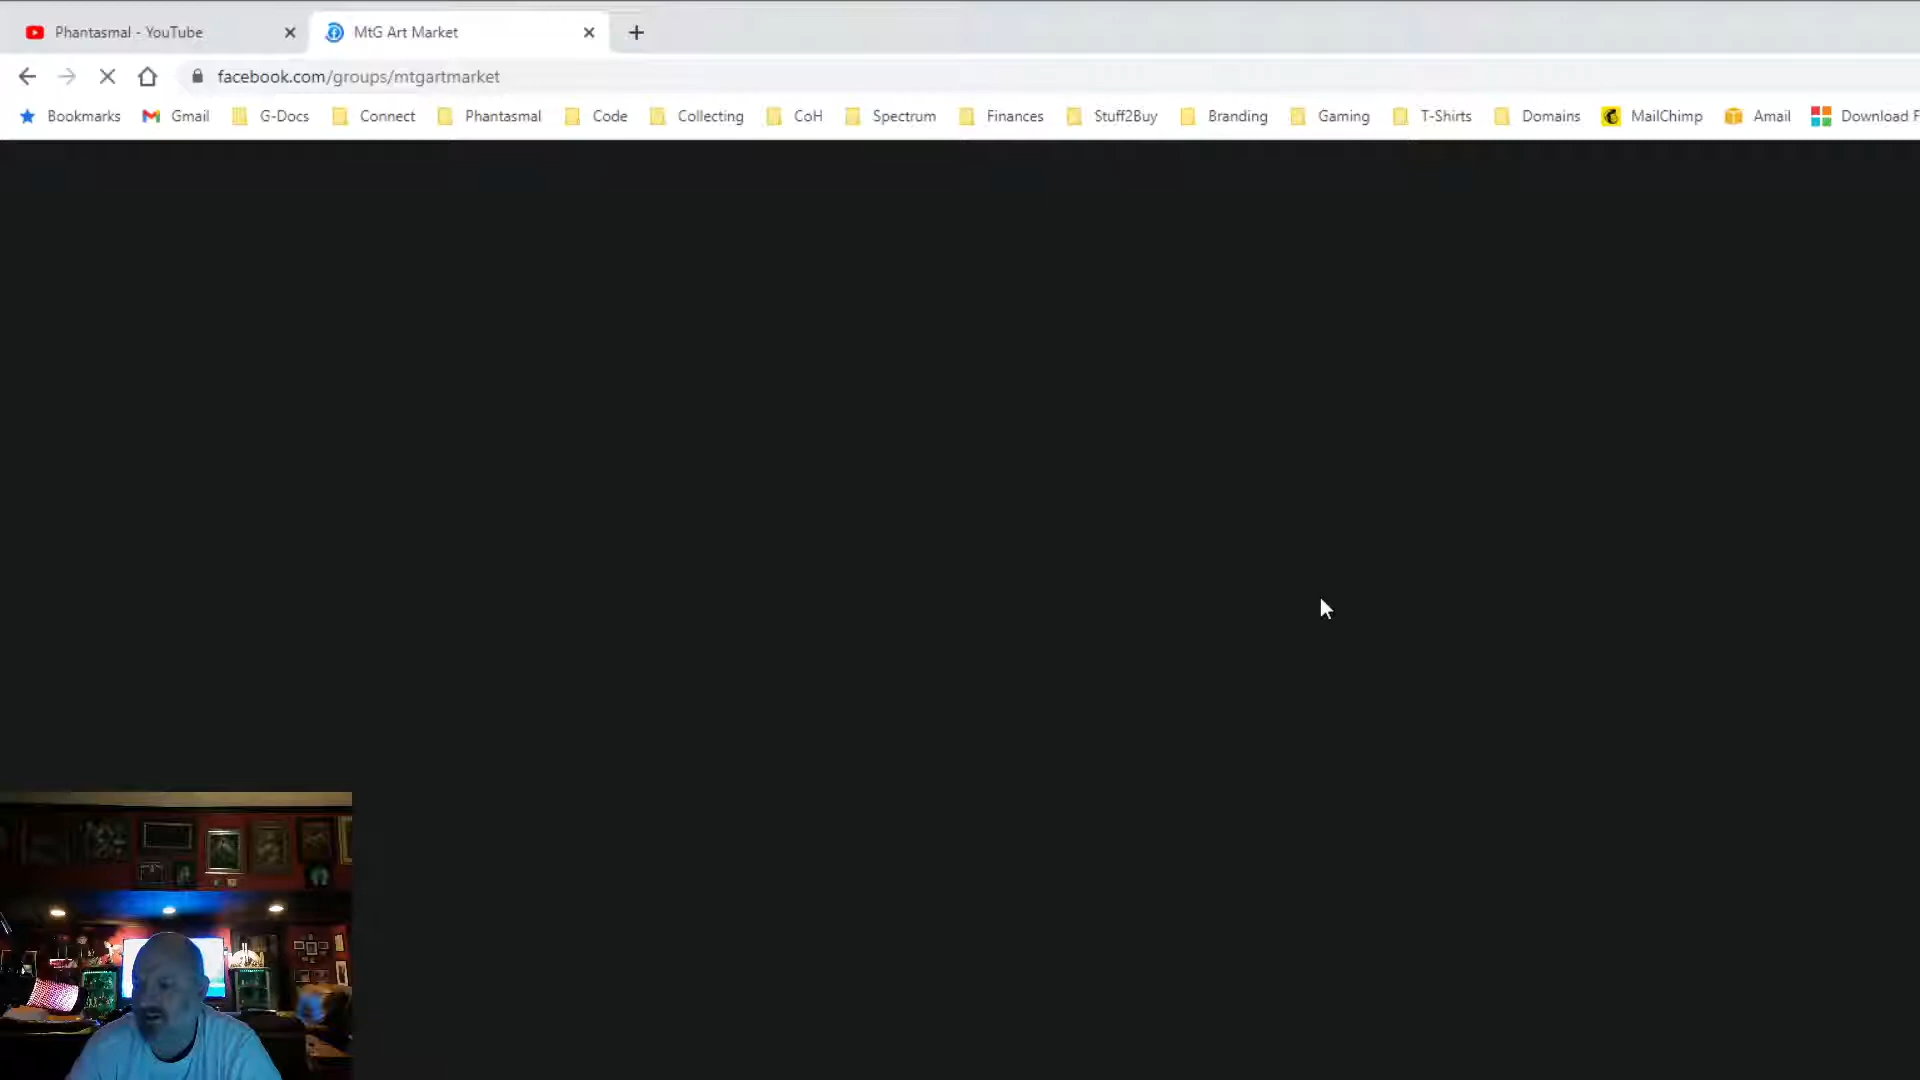 Phantasmal - YouTube
MtG Art Market
facebook.com/groups/mtgartmarket
Bookmarks Gmail G-Docs Connect Phantasmal Code Collecting CoH Spectrum Finances Stuff2Buy Branding Gaming T-Shirts Domains MailChimp Amail Download F